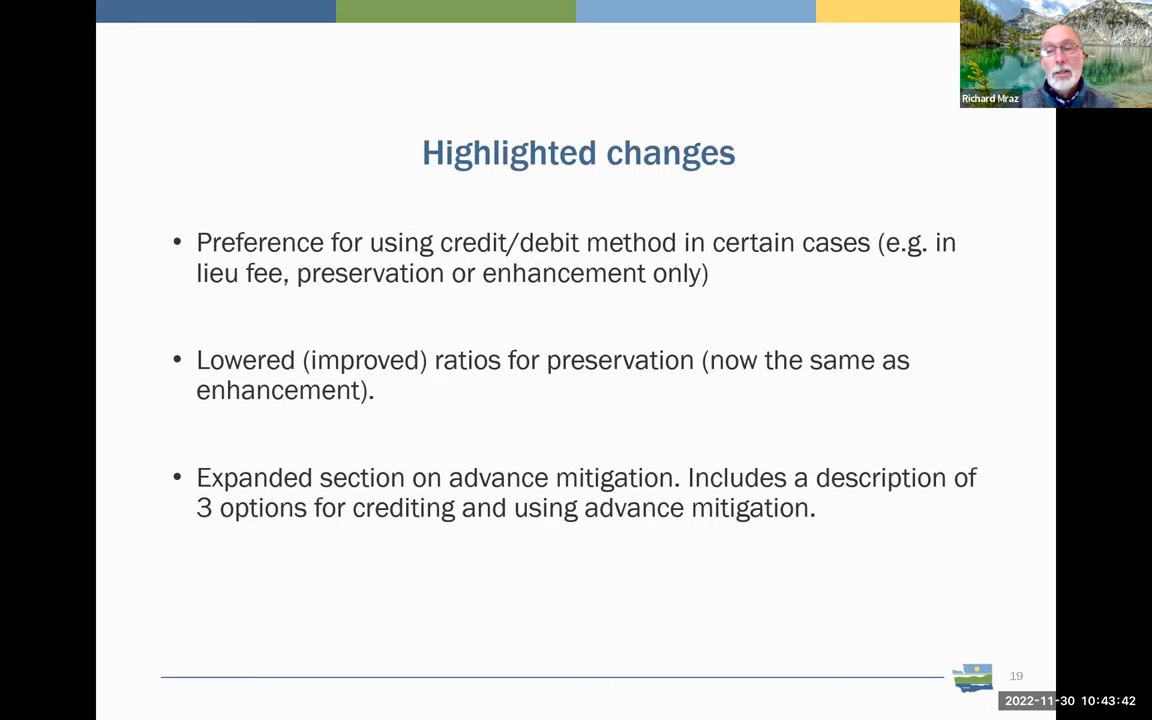 Richard Mraz
Highlighted changes
• Preference for using credit/debit method in certain cases (e.g. in
lieu fee, preservation or enhancement only)
• Lowered (improved) ratios for preservation (now the same as
enhancement).
• Expanded section on advance mitigation. Includes a description of
3 options for crediting and using advance mitigation.
19
2022-11-30 10:43:42